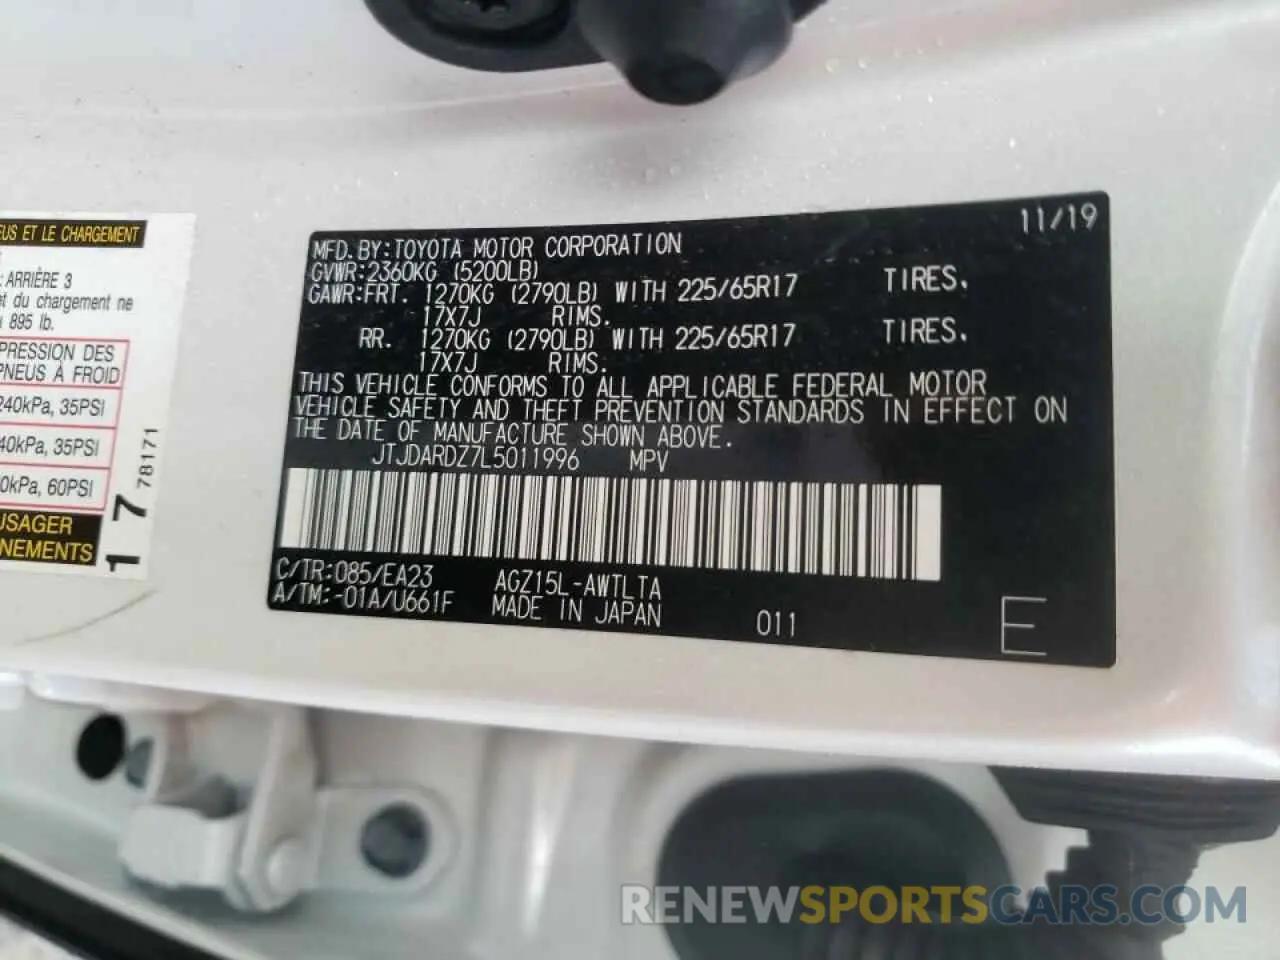 EUS ET LE CHARGEMENT
: ARRIÈRE 3
et du chargement ne
895 lb.
PRESSION DES
PNEUS À FROID
240kPa, 35PSI
40kPa, 35PSI
0kPa, 60PSI
USAGER
NEMENTS
1 7
78171
11/19
MFD. BY:TOYOTA MOTOR CORPORATION
GVWR:2360KG (5200LB)
GAWR:FRT. 1270KG (2790LB) WITH 225/65R17 TIRES,
17X7J RIMS.
RR. 1270KG (2790LB) WITH 225/65R17 TIRES.
17X7J RIMS.
THIS VEHICLE CONFORMS TO ALL APPLICABLE FEDERAL MOTOR
VEHICLE SAFETY AND THEFT PREVENTION STANDARDS IN EFFECT ON
THE DATE OF MANUFACTURE SHOWN ABOVE.
JTJDARDZ7L5011996 MPV
C/TR:085/EA23 AGZ15L-AWTLTA
A/TM:-01A/U661F MADE IN JAPAN 011 E
RENEWSPORTSCARS.COM